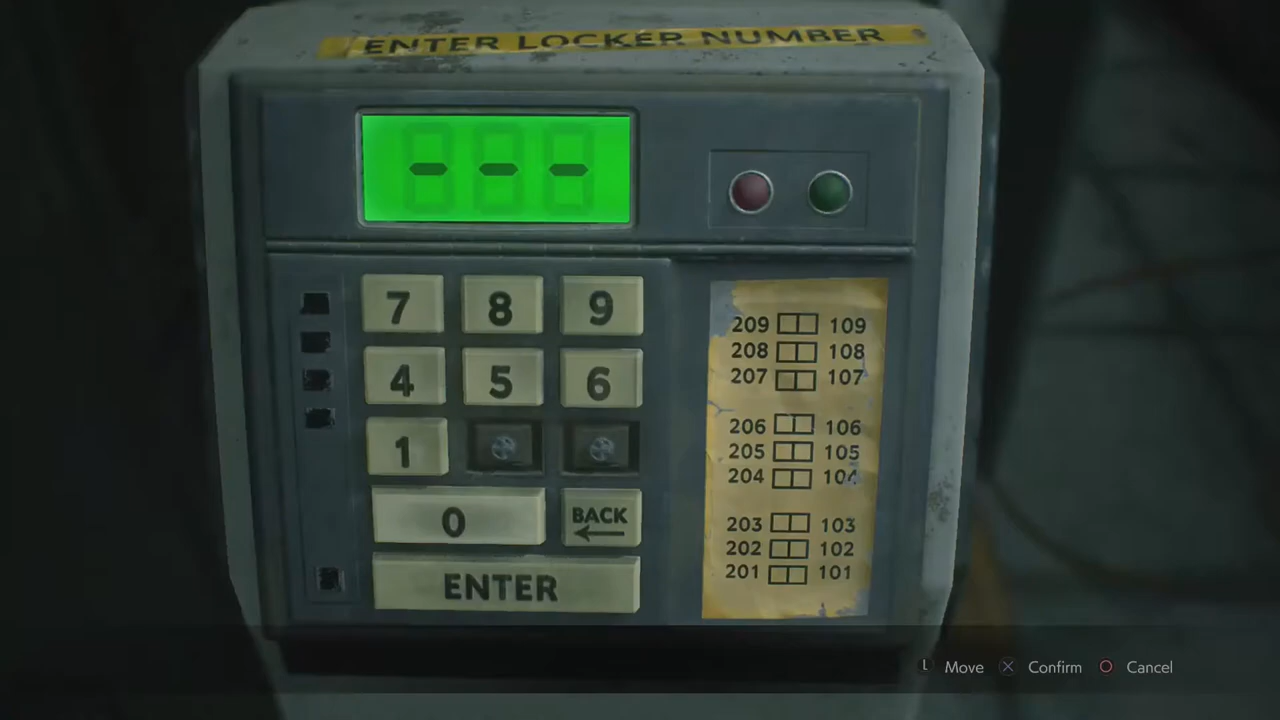 ENTER LOCKER NUMBER
- - -
7 8 9
4 5 6
1
0 BACK
ENTER
209 109
208 108
207 107
206 106
205 105
204 104
203 103
202 102
201 101
L Move Confirm Cancel